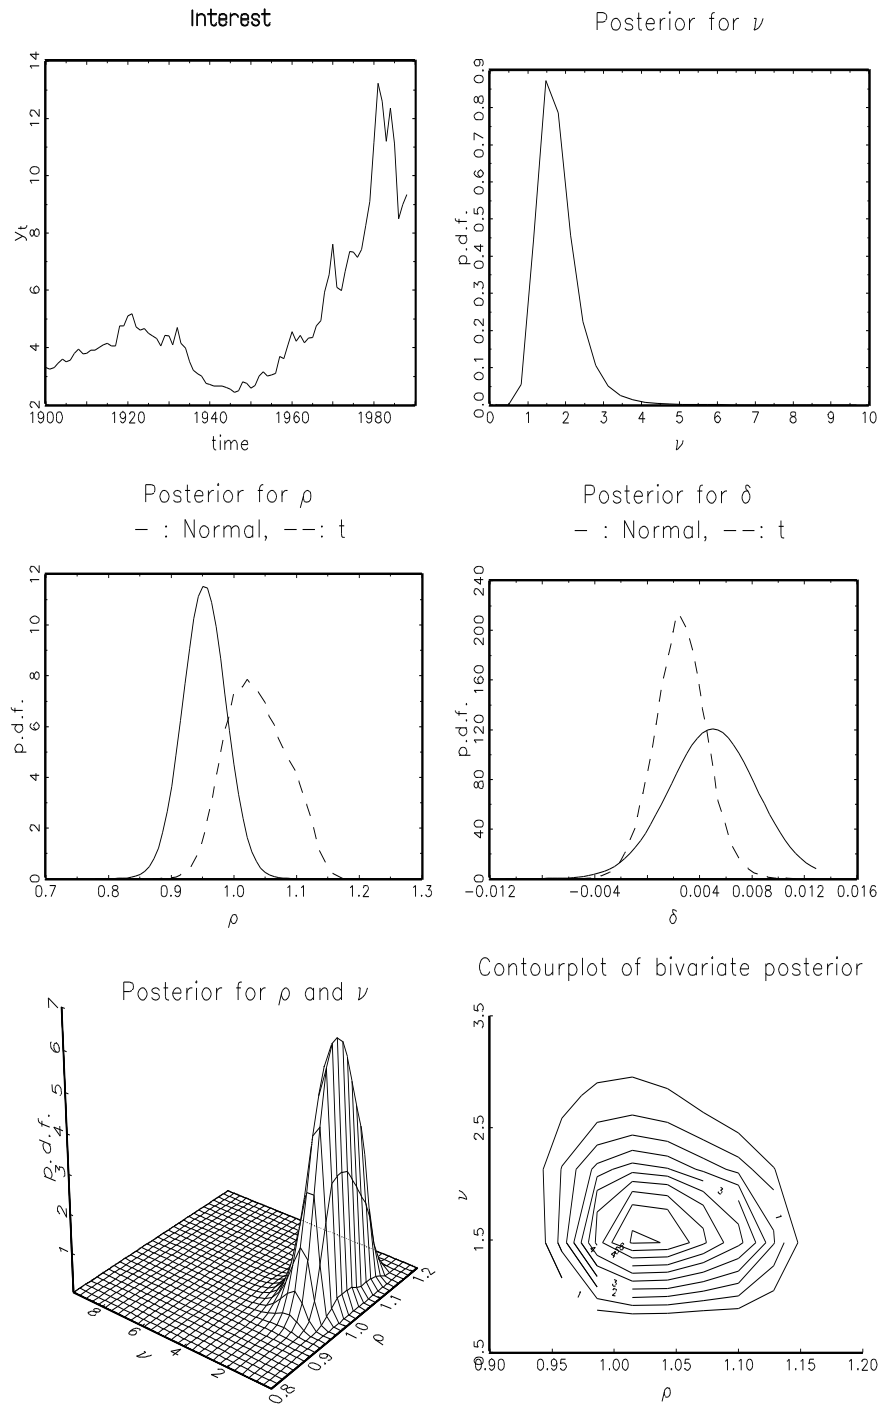 Interest
14
12
10
8
6
4
2
y_t
1900 1920 1940 1960 1980
time
Posterior for ν
0.9
0.8
0.7
0.6
0.5
0.4
0.3
0.2
0.1
0.0
p.d.f.
0 1 2 3 4 5 6 7 8 9 10
ν
Posterior for ρ
– : Normal, ––: t
12
10
8
6
4
2
0
p.d.f.
0.7 0.8 0.9 1.0 1.1 1.2 1.3
ρ
Posterior for δ
– : Normal, ––: t
240
200
160
120
80
40
0
p.d.f.
−0.012 −0.004 0.004 0.008 0.012 0.016
δ
Posterior for ρ and ν
7
6
5
4
3
2
1
p.d.f.
8 6 4 2
ν
0.8 0.9 1.0 1.1 1.2
ρ
Contourplot of bivariate posterior
3.5
2.5
1.5
0.5
ν
3
1
4
3
2
1
0.90 0.95 1.00 1.05 1.10 1.15 1.20
ρ